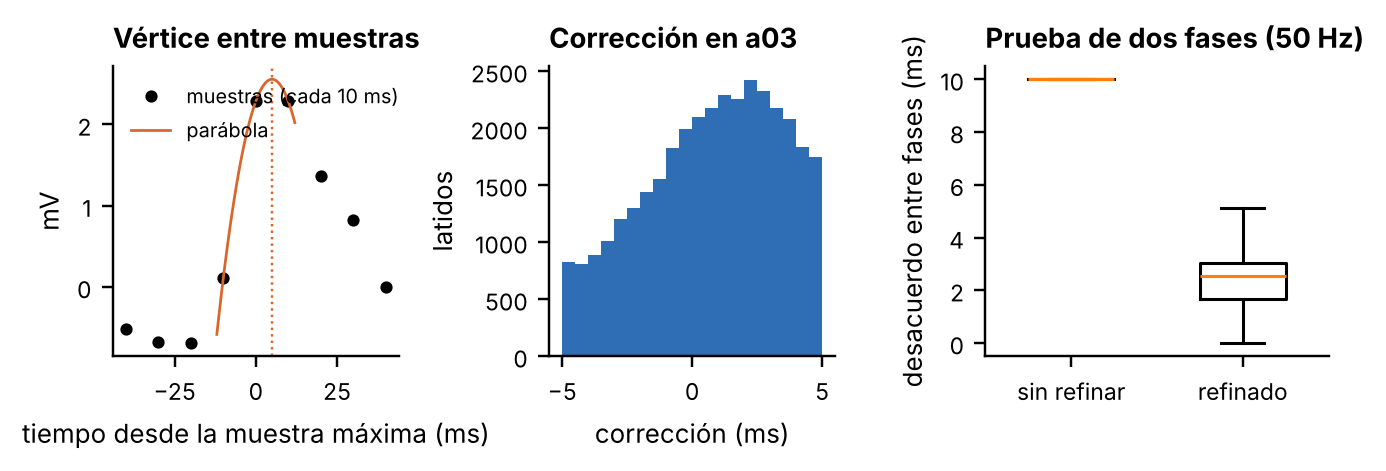 Vértice entre muestras
mV
2
1
0
muestras (cada 10 ms)
parábola
−25
0
25
tiempo desde la muestra máxima (ms)
Corrección en a03
latidos
2500
2000
1500
1000
500
0
−5
0
5
corrección (ms)
Prueba de dos fases (50 Hz)
desacuerdo entre fases (ms)
10
8
6
4
2
0
sin refinar
refinado